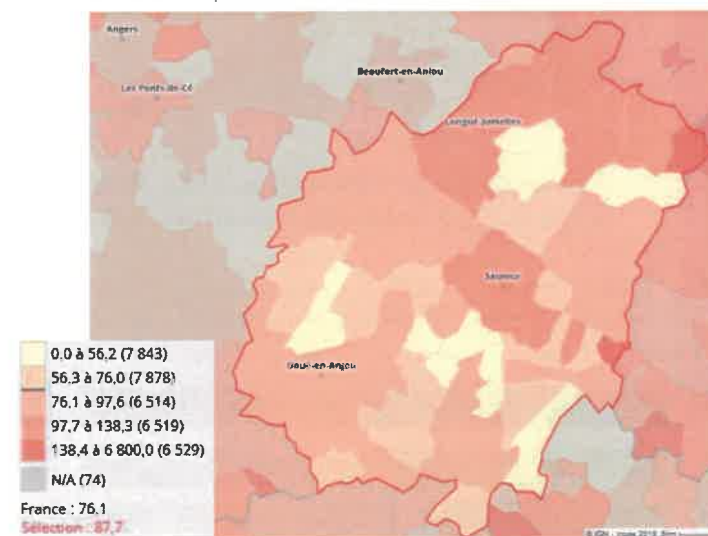 Angers
Beaufort-en-Anjou
Les Ponts-de-Cé
Longué-Jumelles
Saumur
Doué-en-Anjou
0,0 à 56,2 (7 843)
56,3 à 76,0 (7 878)
76,1 à 97,6 (6 514)
97,7 à 138,3 (6 519)
138,4 à 6 800,0 (6 529)
N/A (74)
France : 76.1
Sélection : 87,7